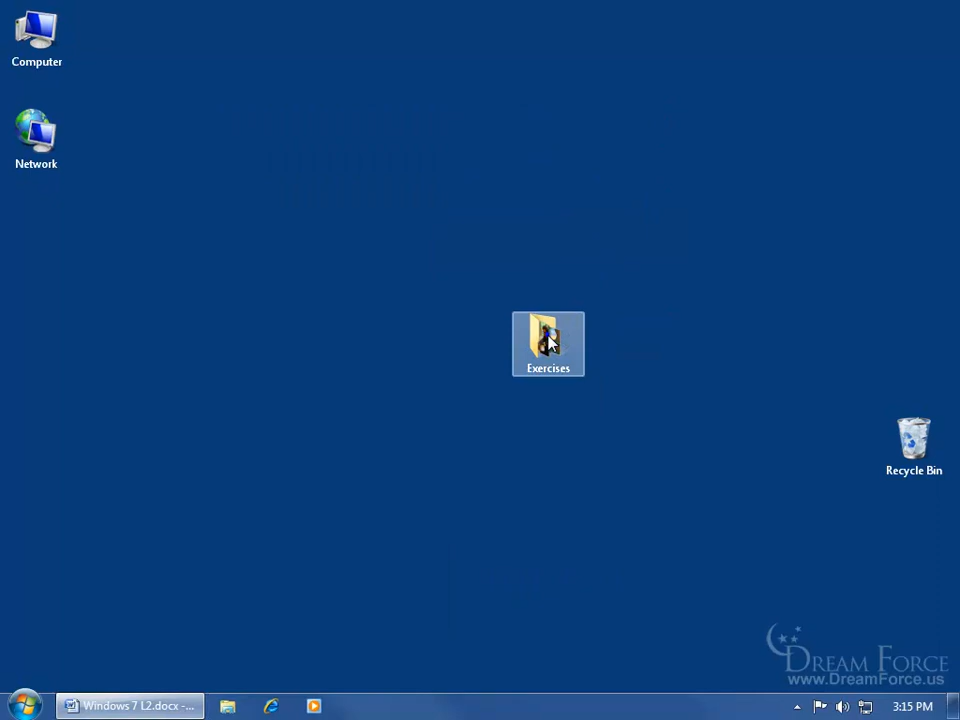 Computer
Network
Exercises
Recycle Bin
DREAM FORCE
www.DreamForce.us
Windows 7 L2.docx -...
3:15 PM